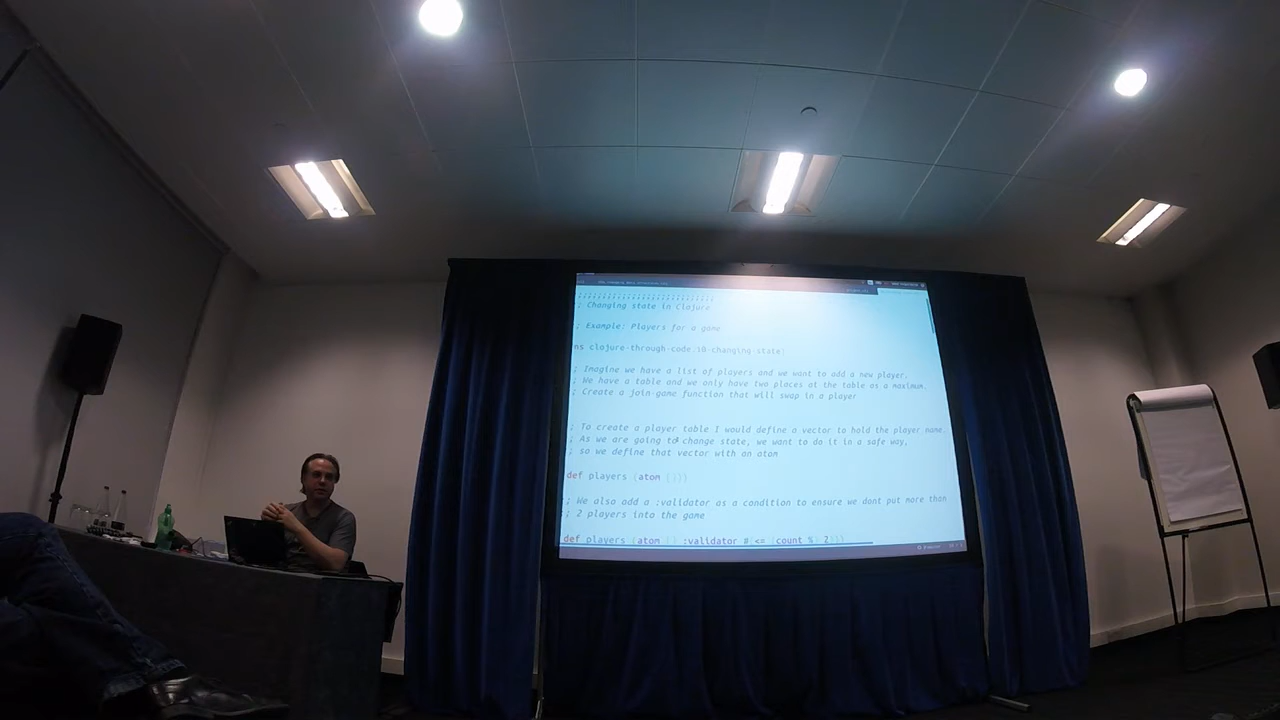 ; Changing state in Clojure
; Example: Players for a game
ns clojure-through-code.10-changing-state)
; Imagine we have a list of players and we want to add a new player.
; We have a table and we only have two places at the table as a maximum.
; Create a join-game function that will swap in a player
; To create a player table I would define a vector to hold the player name.
; As we are going to change state, we want to do it in a safe way,
; so we define that vector with an atom
def players (atom ()))
;; We also add a :validator as a condition to ensure we dont put more than
;; 2 players into the game
def players (atom () :validator #(<= (count %) 2)))